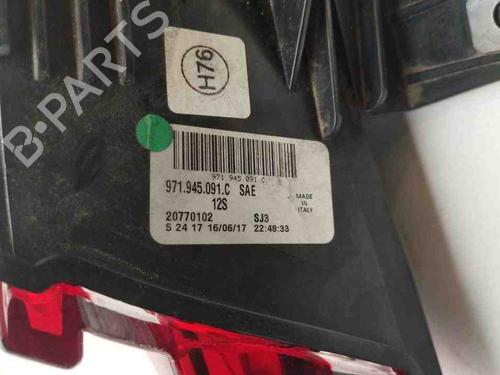 H76
B-PARTS
971.945.091.C
971.945.091.C SAE
12S
MADE
IN
ITALY
20770102 SJ3
S 24 17 16/06/17 22:48:33